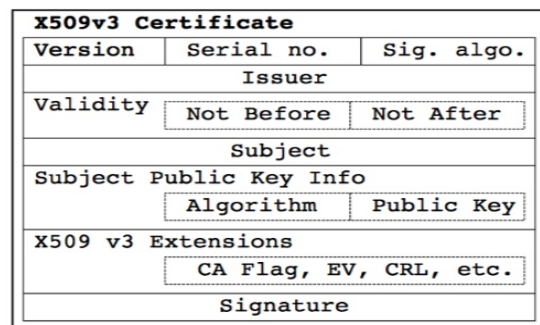 X509v3 Certificate
Version Serial no. Sig. algo.
Issuer
Validity Not Before Not After
Subject
Subject Public Key Info
Algorithm Public Key
X509 v3 Extensions
CA Flag, EV, CRL, etc.
Signature